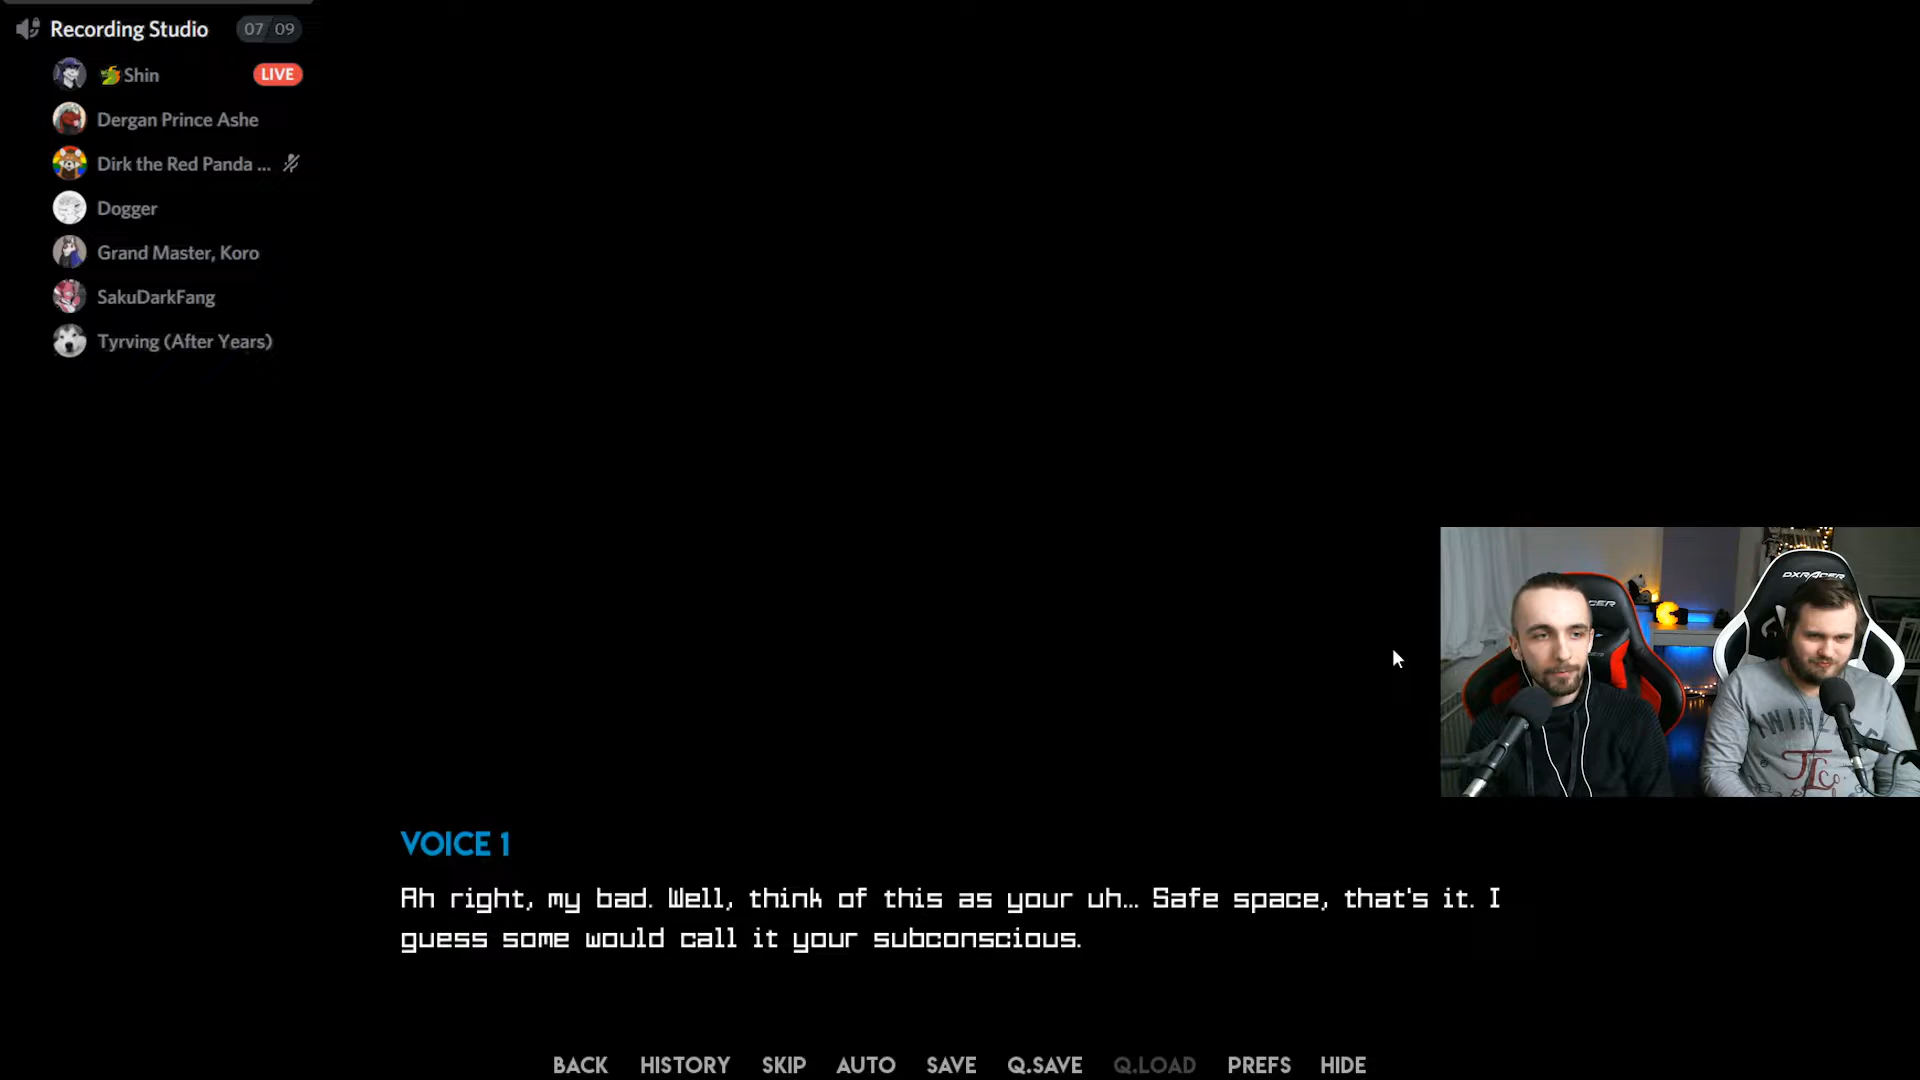 Recording Studio 07 09
Shin LIVE
Dergan Prince Ashe
Dirk the Red Panda ...
Dogger
Grand Master, Koro
SakuDarkFang
Tyrving (After Years)
DXRACER
CER
VOICE 1
Ah right, my bad. Well, think of this as your uh... Safe space, that's it. I
guess some would call it your subconscious.
BACK HISTORY SKIP AUTO SAVE Q.SAVE Q.LOAD PREFS HIDE